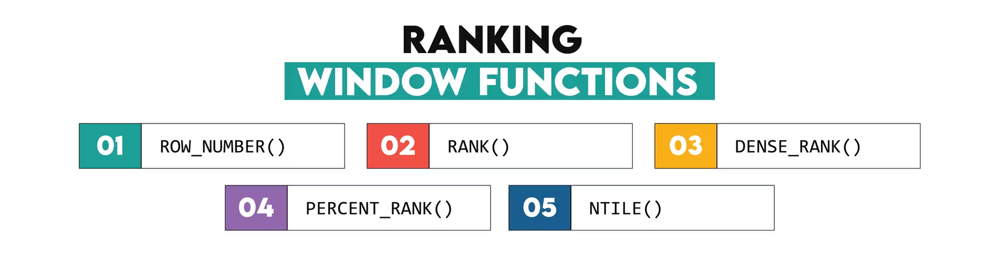 RANKING
WINDOW FUNCTIONS
01 ROW_NUMBER()
02 RANK()
03 DENSE_RANK()
04 PERCENT_RANK()
05 NTILE()